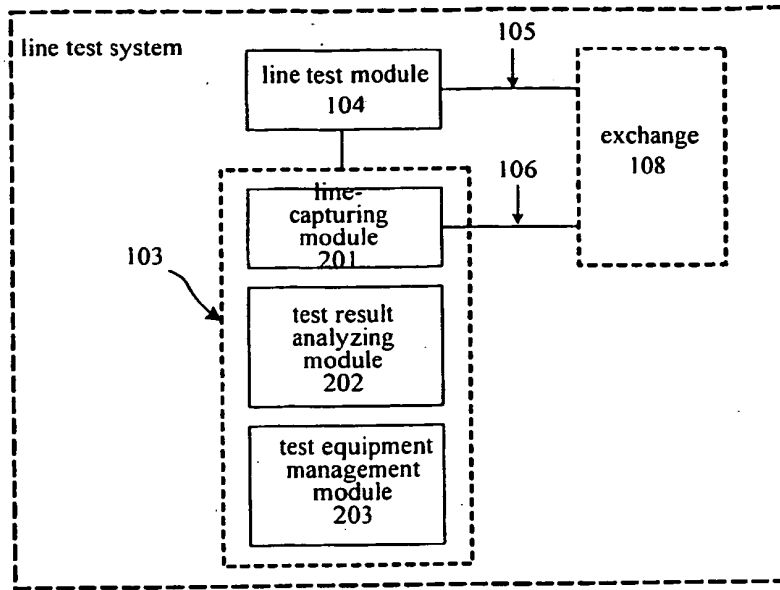 line test system
line test module
104
105
exchange
108
106
line-
capturing
module
201
103
test result
analyzing
module
202
test equipment
management
module
203